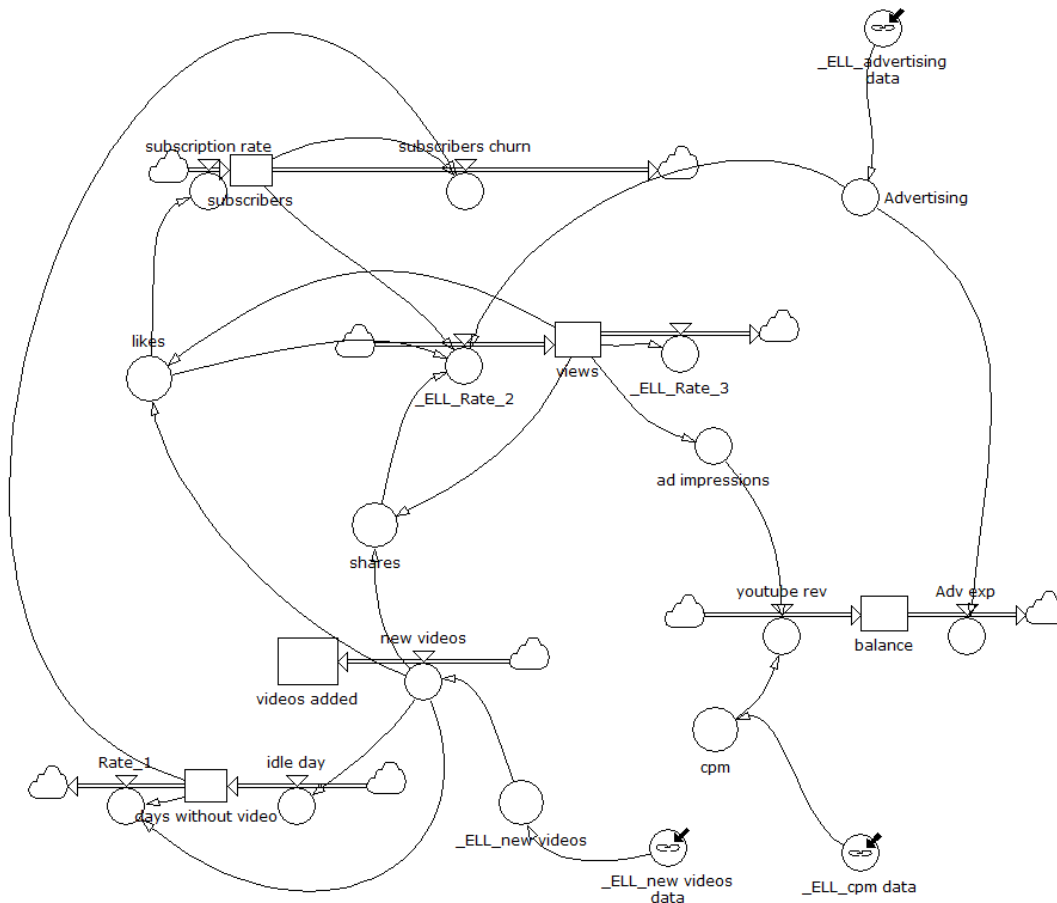 _ELL_advertising
data
subscription rate
subscribers churn
subscribers
Advertising
likes
views
_ELL_Rate_2
_ELL_Rate_3
ad impressions
shares
youtube rev
Adv exp
new videos
balance
videos added
cpm
Rate_1
idle day
days without video
_ELL_new videos
_ELL_new videos
data
_ELL_cpm data